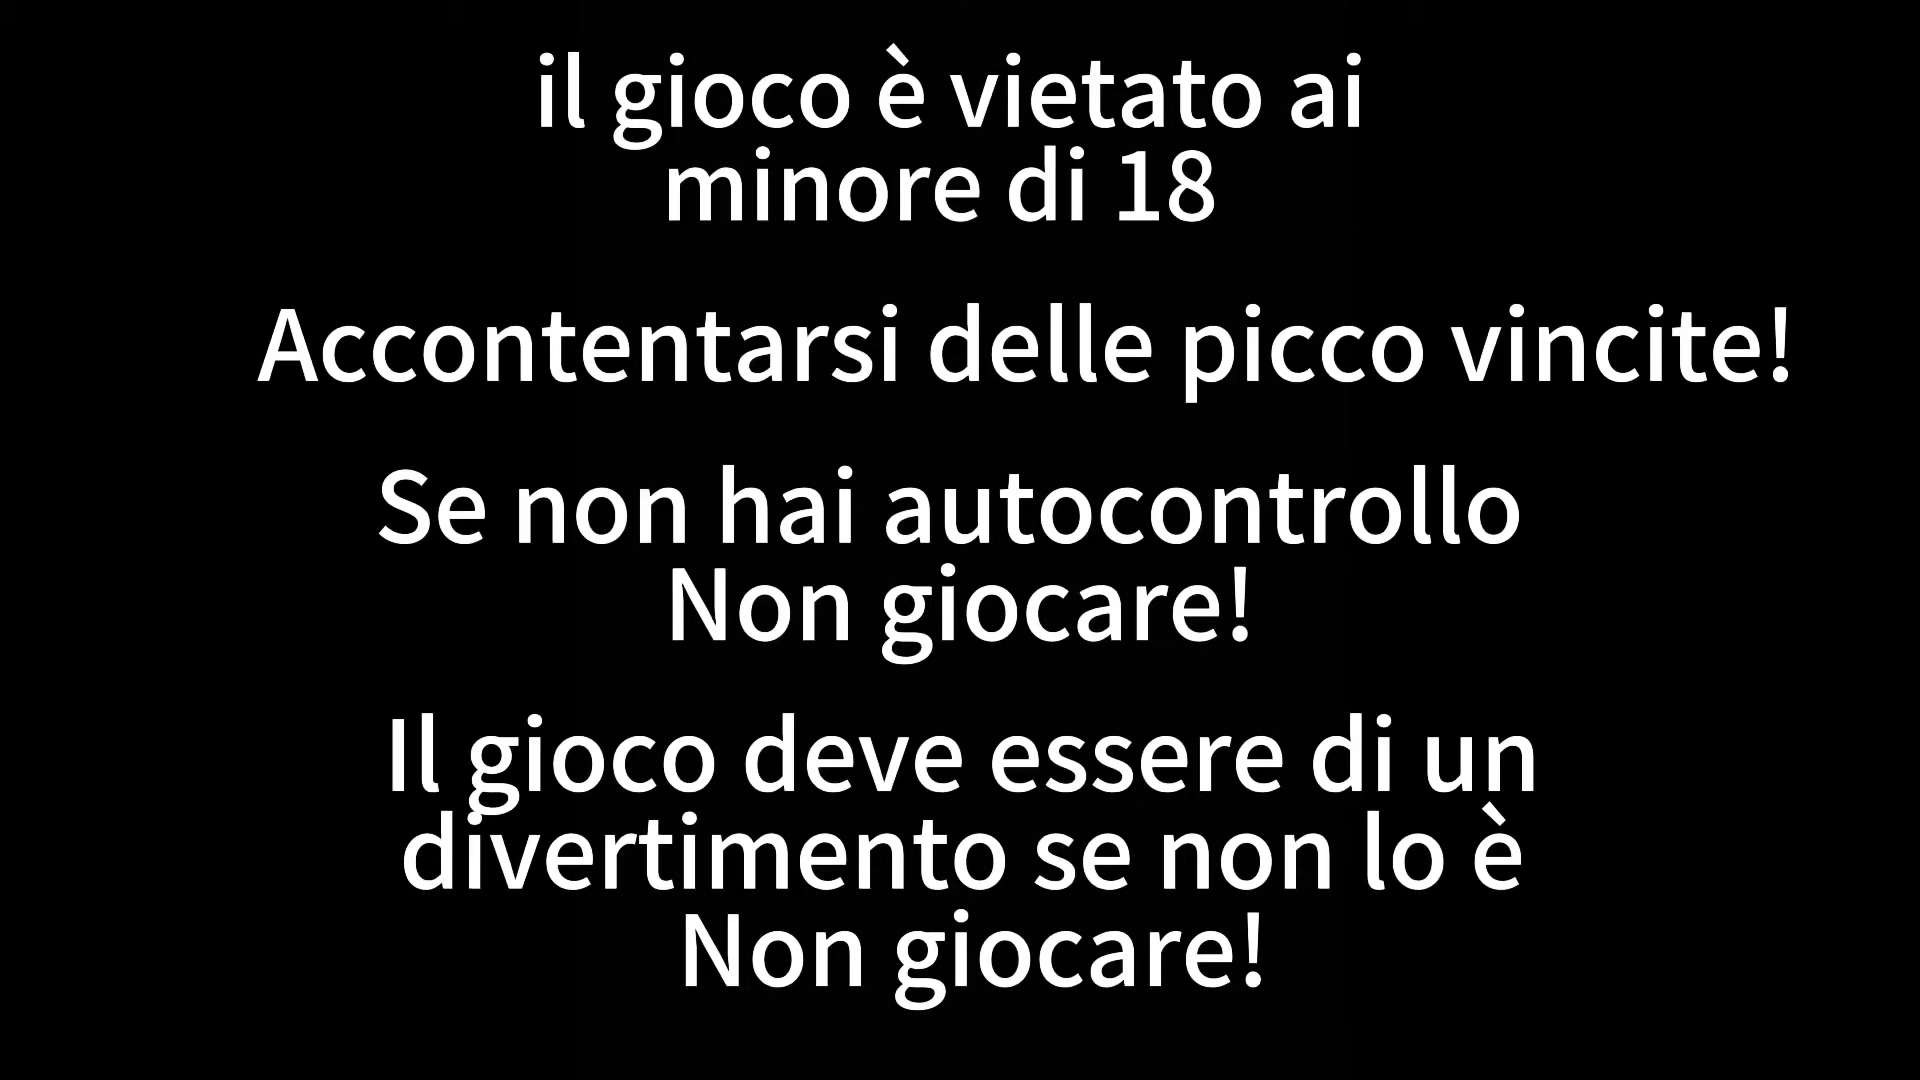 il gioco è vietato ai
minore di 18
Accontentarsi delle picco vincite!
Se non hai autocontrollo
Non giocare!
Il gioco deve essere di un
divertimento se non lo è
Non giocare!